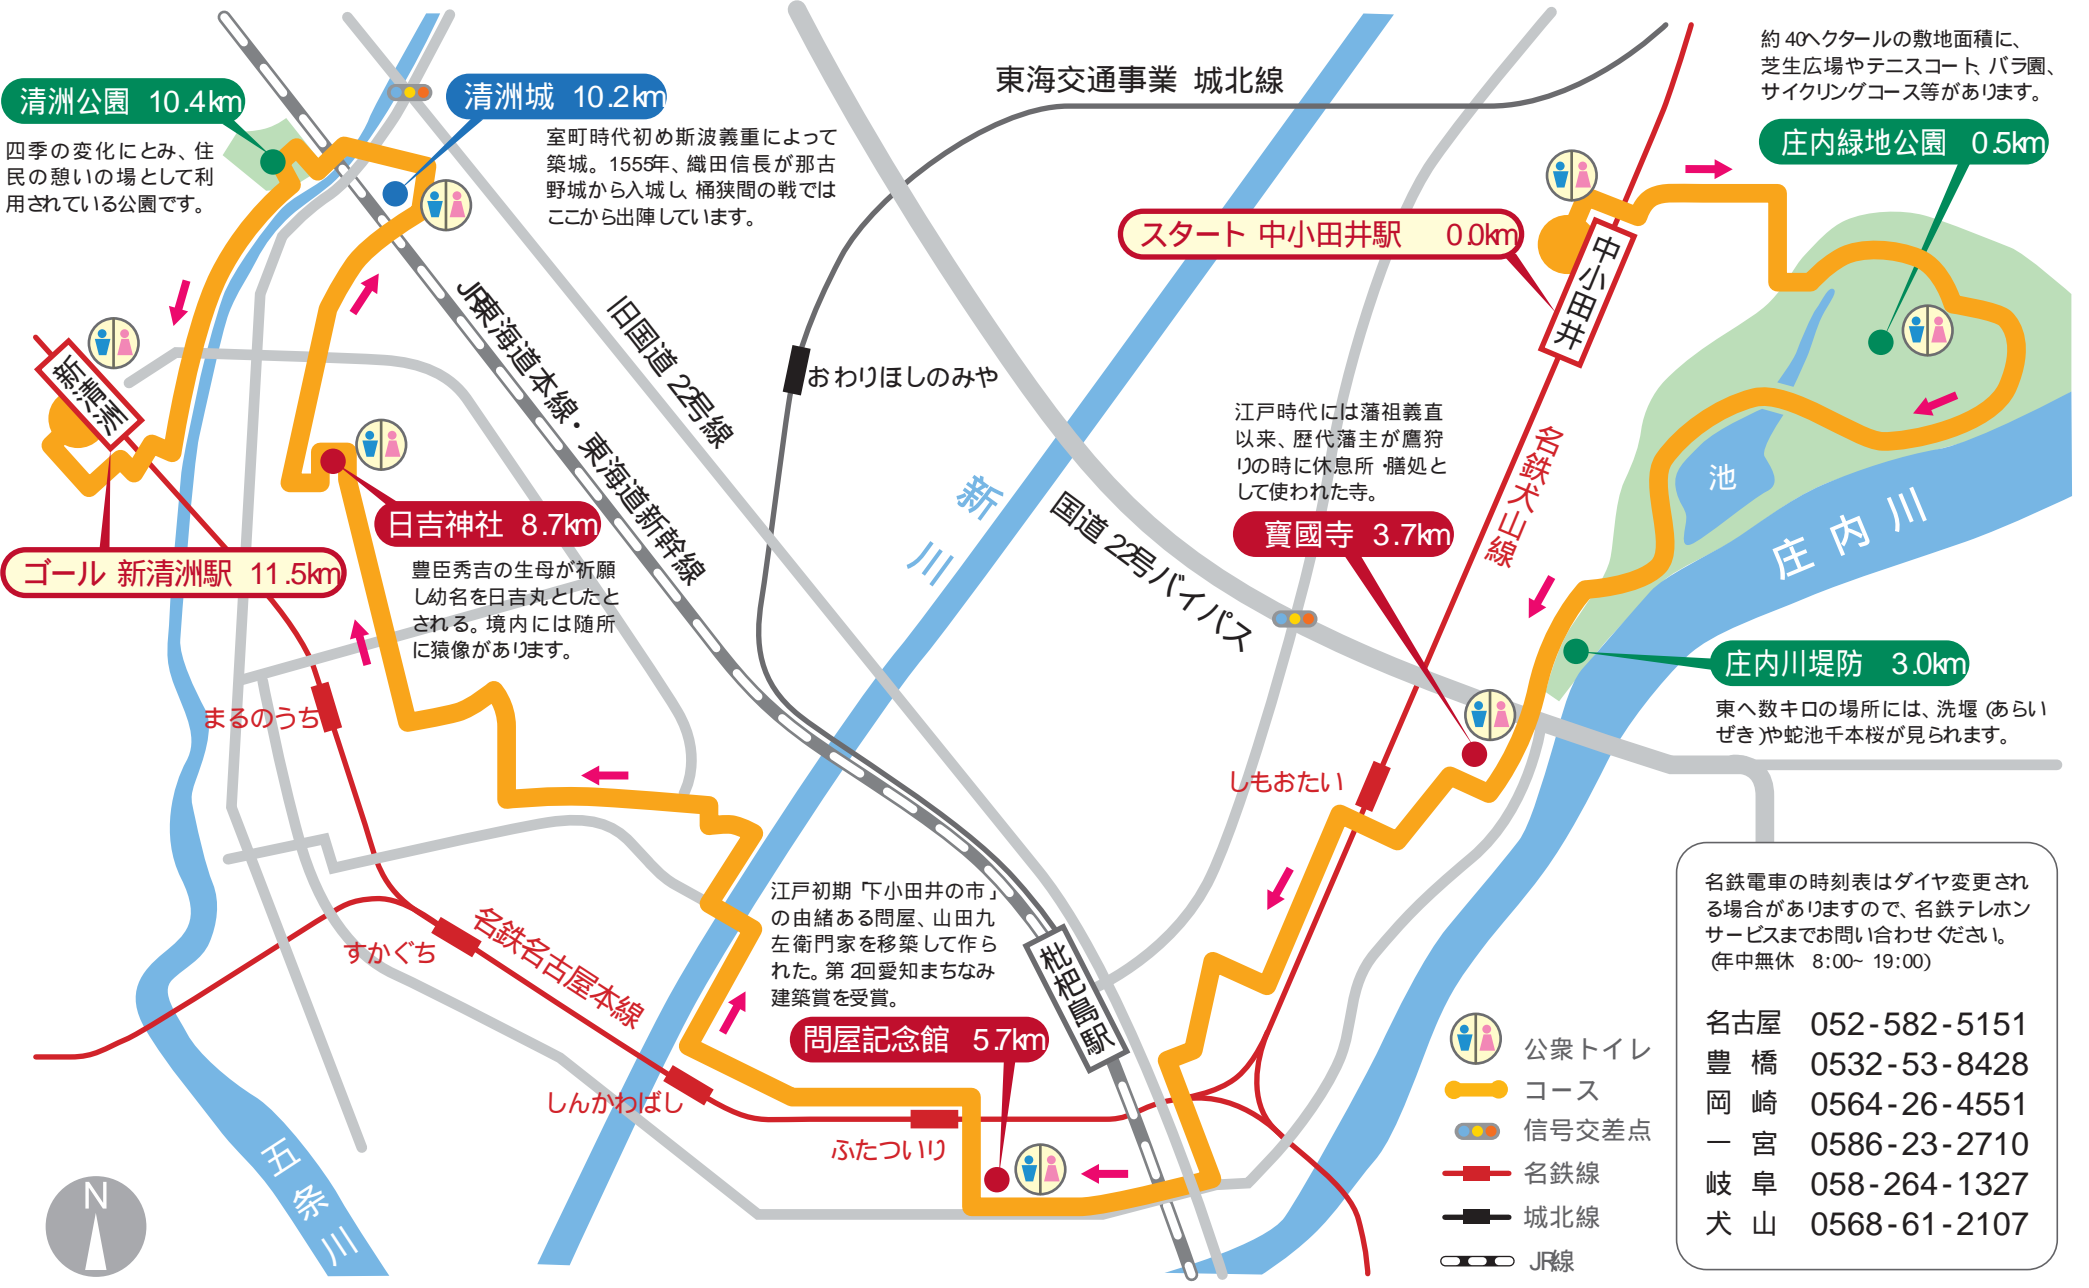 東海交通事業 城北線
約40ヘクタールの敷地面積に、
芝生広場やテニスコート、バラ園、
サイクリングコース等があります。
庄内緑地公園 0.5km
清洲公園 10.4km
四季の変化にとみ、住
民の憩いの場として利
用されている公園です。
清洲城 10.2km
室町時代初め斯波義重によって
築城。1555年、織田信長が那古
野城から入城し、桶狭間の戦では
ここから出陣しています。
スタート 中小田井駅 0.0km
中小田井
JR東海道本線・東海道新幹線
旧国道22号線
おわりほしのみや
新清洲
ゴール 新清洲駅 11.5km
日吉神社 8.7km
豊臣秀吉の生母が祈願
し幼名を日吉丸としたと
される。境内には随所
に猿像があります。
新川
国道22号バイパス
江戸時代には藩祖義直
以来、歴代藩主が鷹狩
りの時に休息所・膳処と
して使われた寺。
寶國寺 3.7km
名鉄犬山線
池
庄内川
庄内川堤防 3.0km
東へ数キロの場所には、洗堰(あらい
ぜき)や蛇池千本桜が見られます。
まるのうち
しもおたい
すかぐち
名鉄名古屋本線
江戸初期「下小田井の市」
の由緒ある問屋、山田九
左衛門家を移築して作ら
れた。第2回愛知まちなみ
建築賞を受賞。
問屋記念館 5.7km
枇杷島駅
しんかわばし
ふたついり
五条川
N
公衆トイレ
コース
信号交差点
名鉄線
城北線
JR線
名鉄電車の時刻表はダイヤ変更され
る場合がありますので、名鉄テレホン
サービスまでお問い合わせください。
(年中無休 8:00~19:00)
名古屋 052-582-5151
豊橋 0532-53-8428
岡崎 0564-26-4551
一宮 0586-23-2710
岐阜 058-264-1327
犬山 0568-61-2107